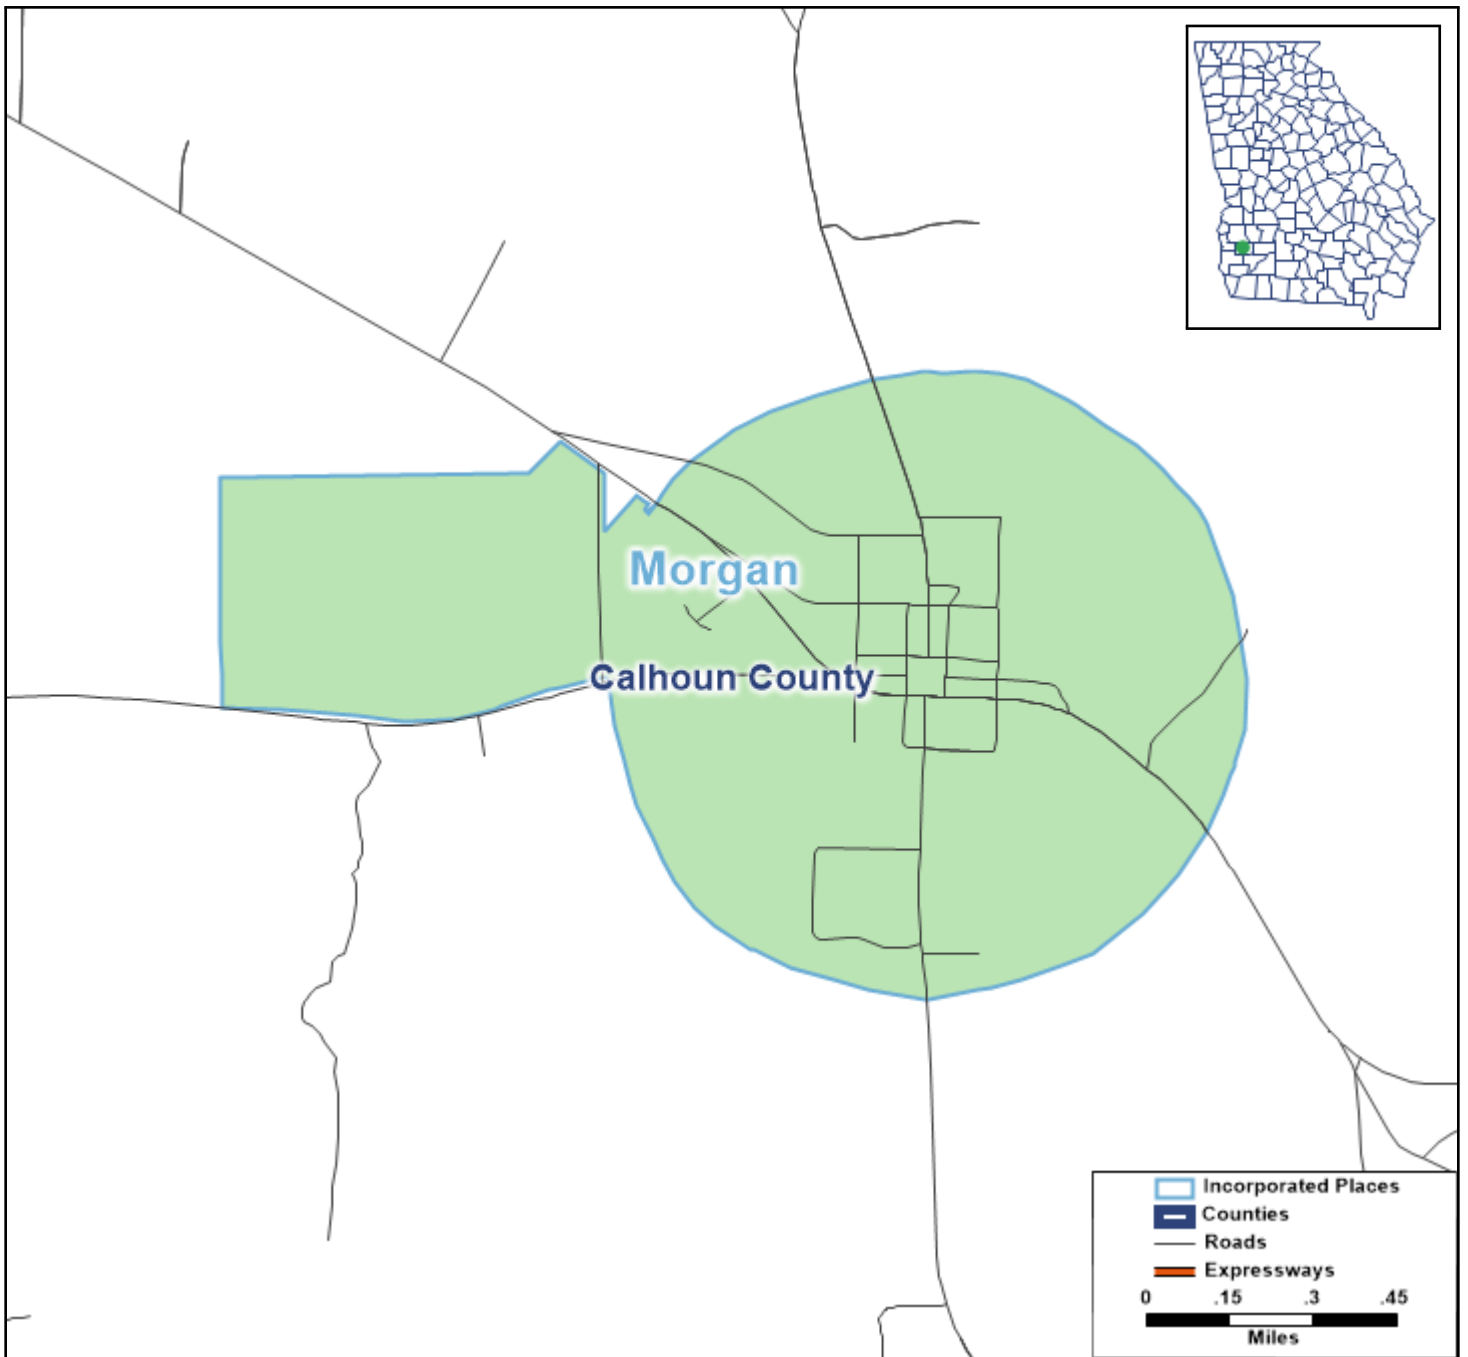 Morgan
Calhoun County
Incorporated Places
Counties
Roads
Expressways
0 .15 .3 .45
Miles